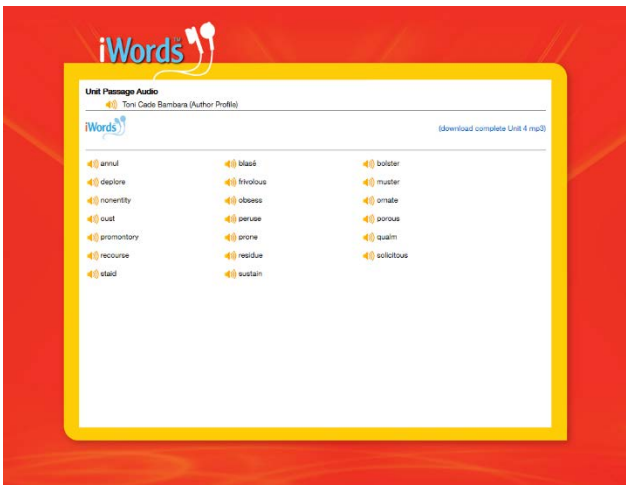 iWords™
Unit Passage Audio
Toni Cade Bambara (Author Profile)
iWords
(download complete Unit 4 mp3)
annul blasé bolster
deplore frivolous muster
nonentity obsess ornate
oust peruse porous
promontory prone qualm
recourse residue solicitous
staid sustain